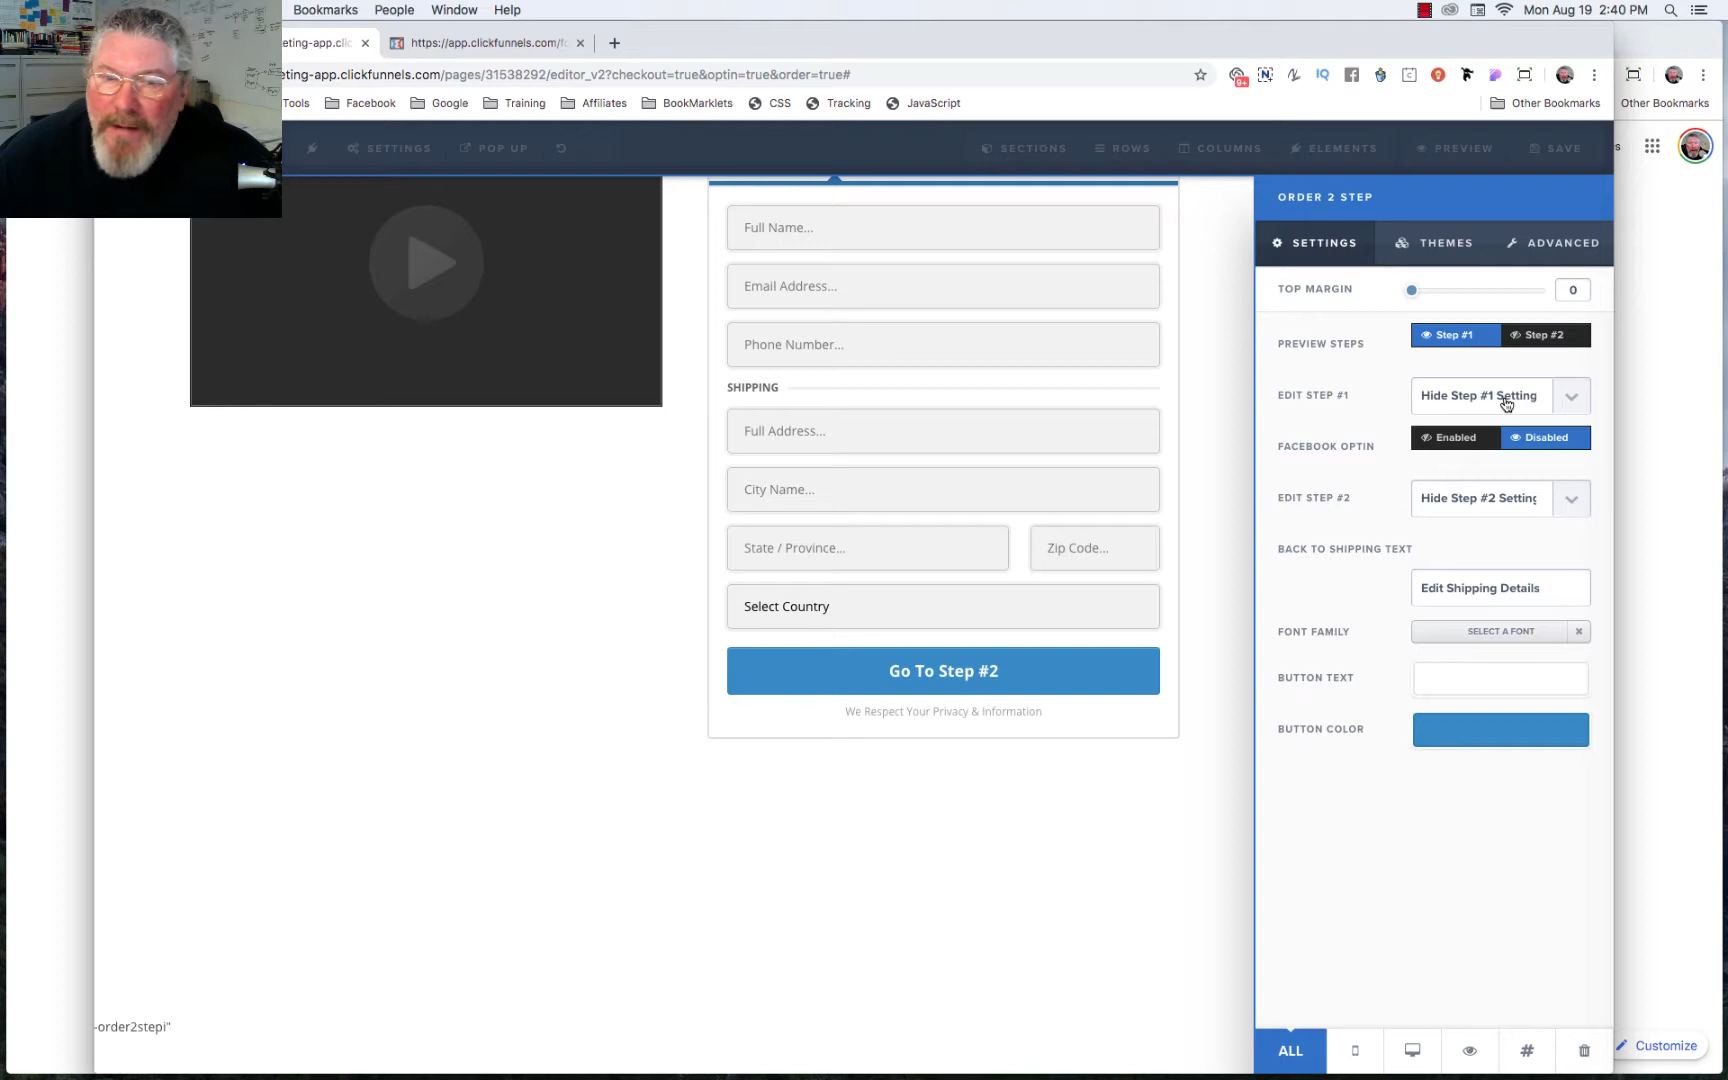 Bookmarks People Window Help Mon Aug 19 2:40 PM
eting-app.clic https://app.clickfunnels.com/fo
eting-app.clickfunnels.com/pages/31538292/editor_v2?checkout=true&optin=true&order=true#
9+
Tools Facebook Google Training Affiliates BookMarklets CSS Tracking JavaScript Other Bookmarks Other Bookmarks
SETTINGS POP UP SECTIONS ROWS COLUMNS ELEMENTS PREVIEW SAVE
ORDER 2 STEP
SETTINGS THEMES ADVANCED
TOP MARGIN 0
PREVIEW STEPS Step #1 Step #2
EDIT STEP #1 Hide Step #1 Setting
FACEBOOK OPTIN Enabled Disabled
EDIT STEP #2 Hide Step #2 Setting
BACK TO SHIPPING TEXT
Edit Shipping Details
FONT FAMILY SELECT A FONT
BUTTON TEXT
BUTTON COLOR
Full Name...
Email Address...
Phone Number...
SHIPPING
Full Address...
City Name...
State / Province... Zip Code...
Select Country
Go To Step #2
We Respect Your Privacy & Information
-order2stepi"
ALL
Customize